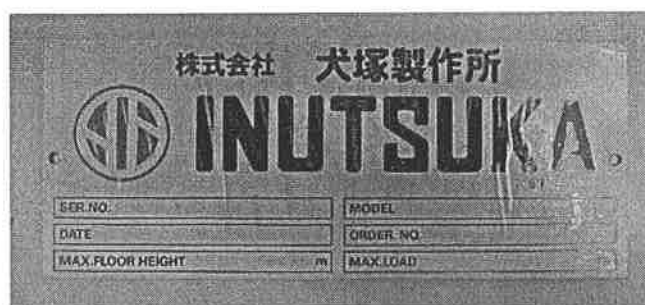 株式会社 犬塚製作所
INUTSUKA
SER.NO. MODEL
DATE ORDER. NO
MAX.FLOOR HEIGHT m MAX.LOAD